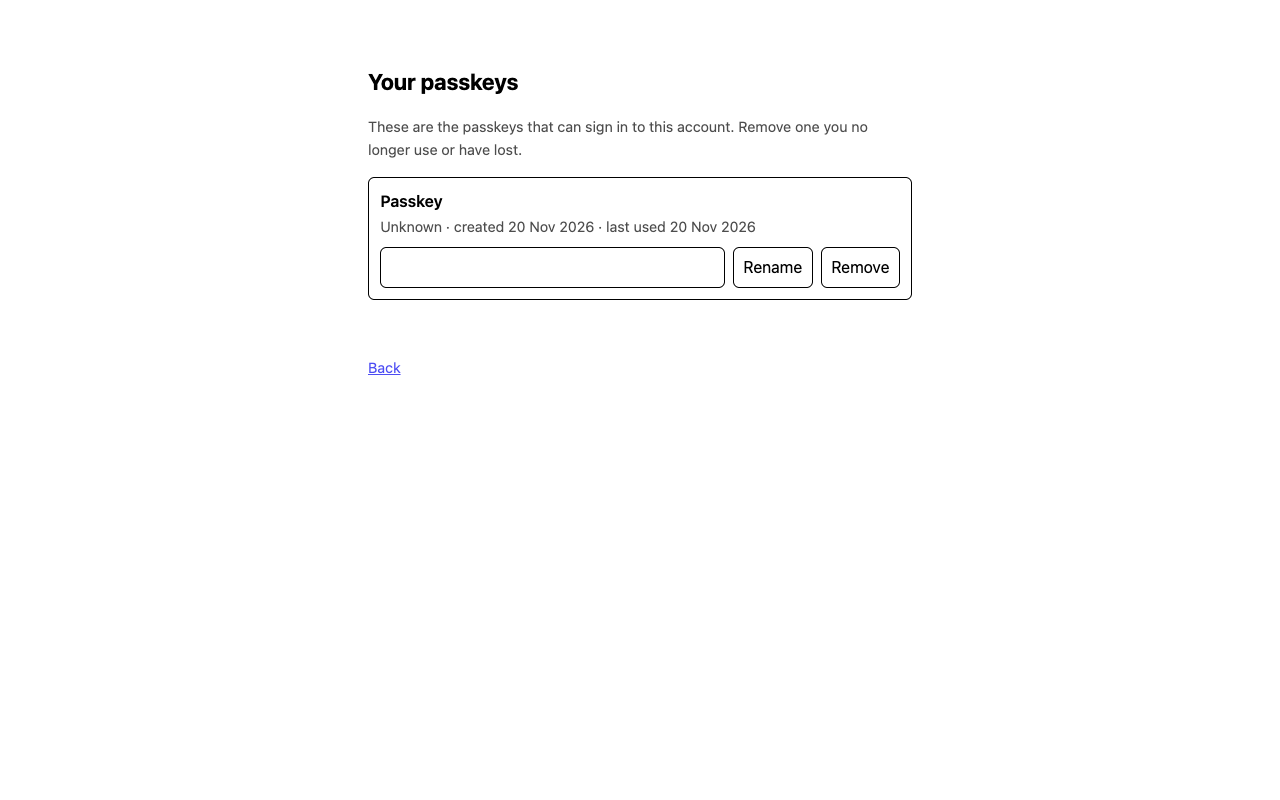 Your passkeys
These are the passkeys that can sign in to this account. Remove one you no
longer use or have lost.
Passkey
Unknown · created 20 Nov 2026 · last used 20 Nov 2026
Rename Remove
Back